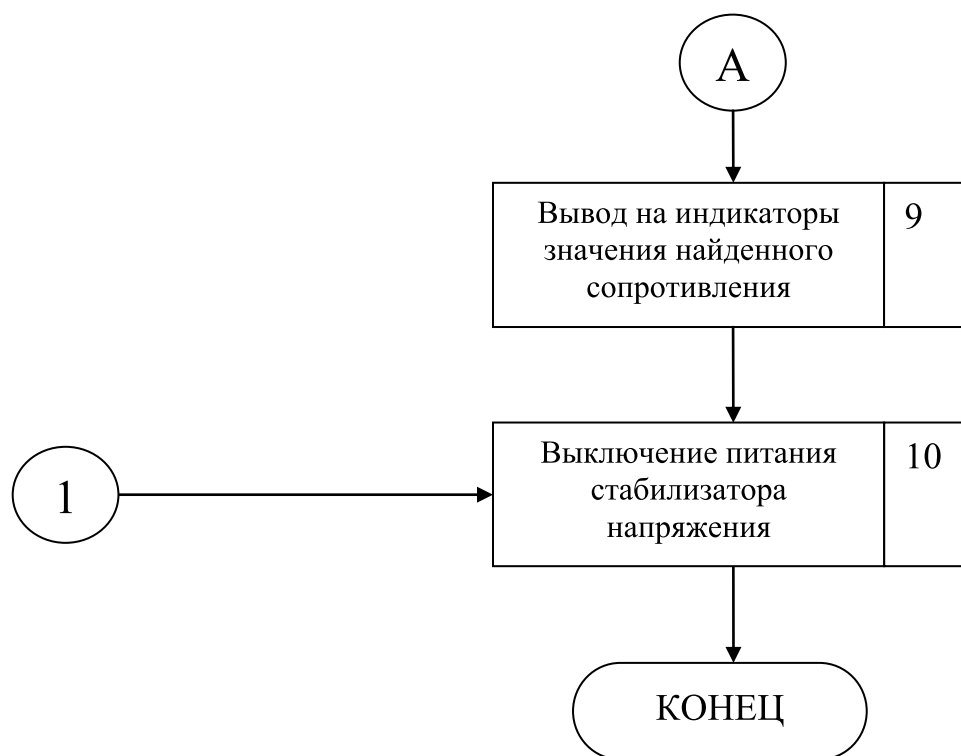 А
Вывод на индикаторы
значения найденного
сопротивления
9
Выключение питания
стабилизатора
напряжения
10
1
КОНЕЦ